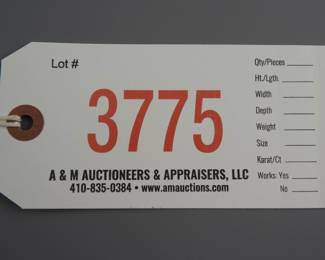 Lot #
3775
A & M AUCTIONEERS & APPRAISERS, LLC
410-835-0384 • www.amauctions.com
Qty/Pieces
Ht./Lgth.
Width
Depth
Weight
Size
Karat/Ct
Works: Yes
No